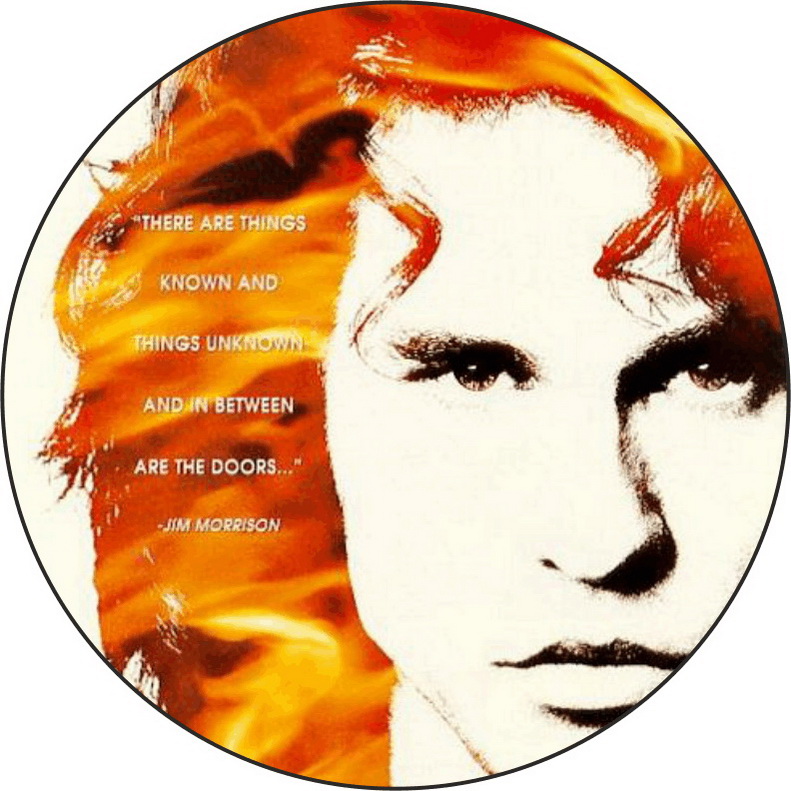 "THERE ARE THINGS
KNOWN AND
THINGS UNKNOWN
AND IN BETWEEN
ARE THE DOORS..."
-JIM MORRISON